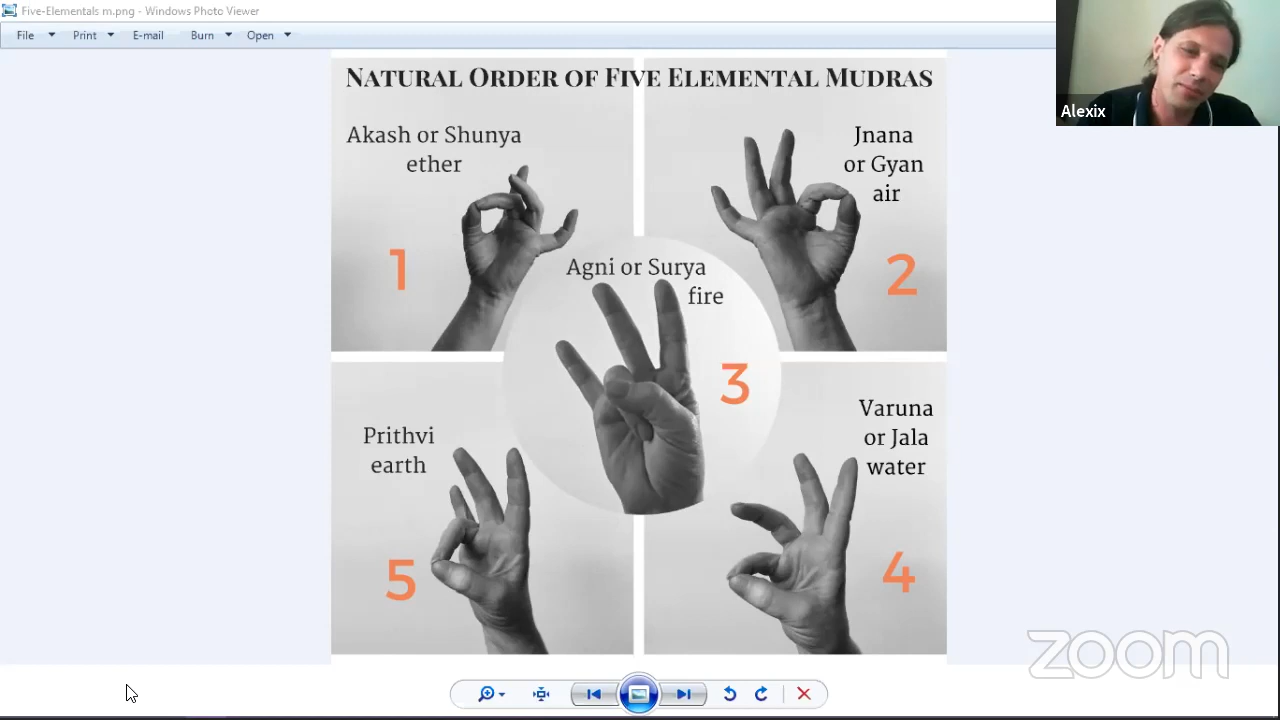 Five-Elementals m.png - Windows Photo Viewer
File Print E-mail Burn Open
Alexix
NATURAL ORDER OF FIVE ELEMENTAL MUDRAS
Akash or Shunya
ether
1
Jnana
or Gyan
air
2
Agni or Surya
fire
3
Varuna
or Jala
water
4
Prithvi
earth
5
zoom